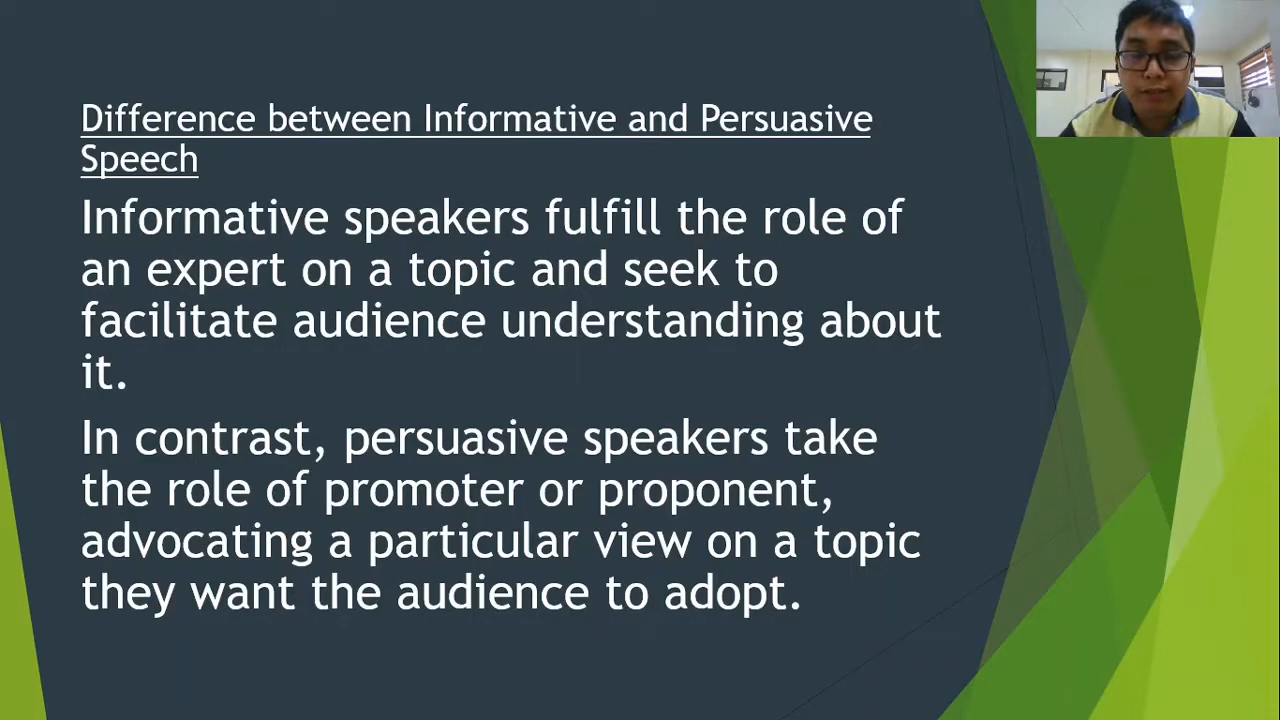 Difference between Informative and Persuasive
Speech
Informative speakers fulfill the role of
an expert on a topic and seek to
facilitate audience understanding about
it.
In contrast, persuasive speakers take
the role of promoter or proponent,
advocating a particular view on a topic
they want the audience to adopt.